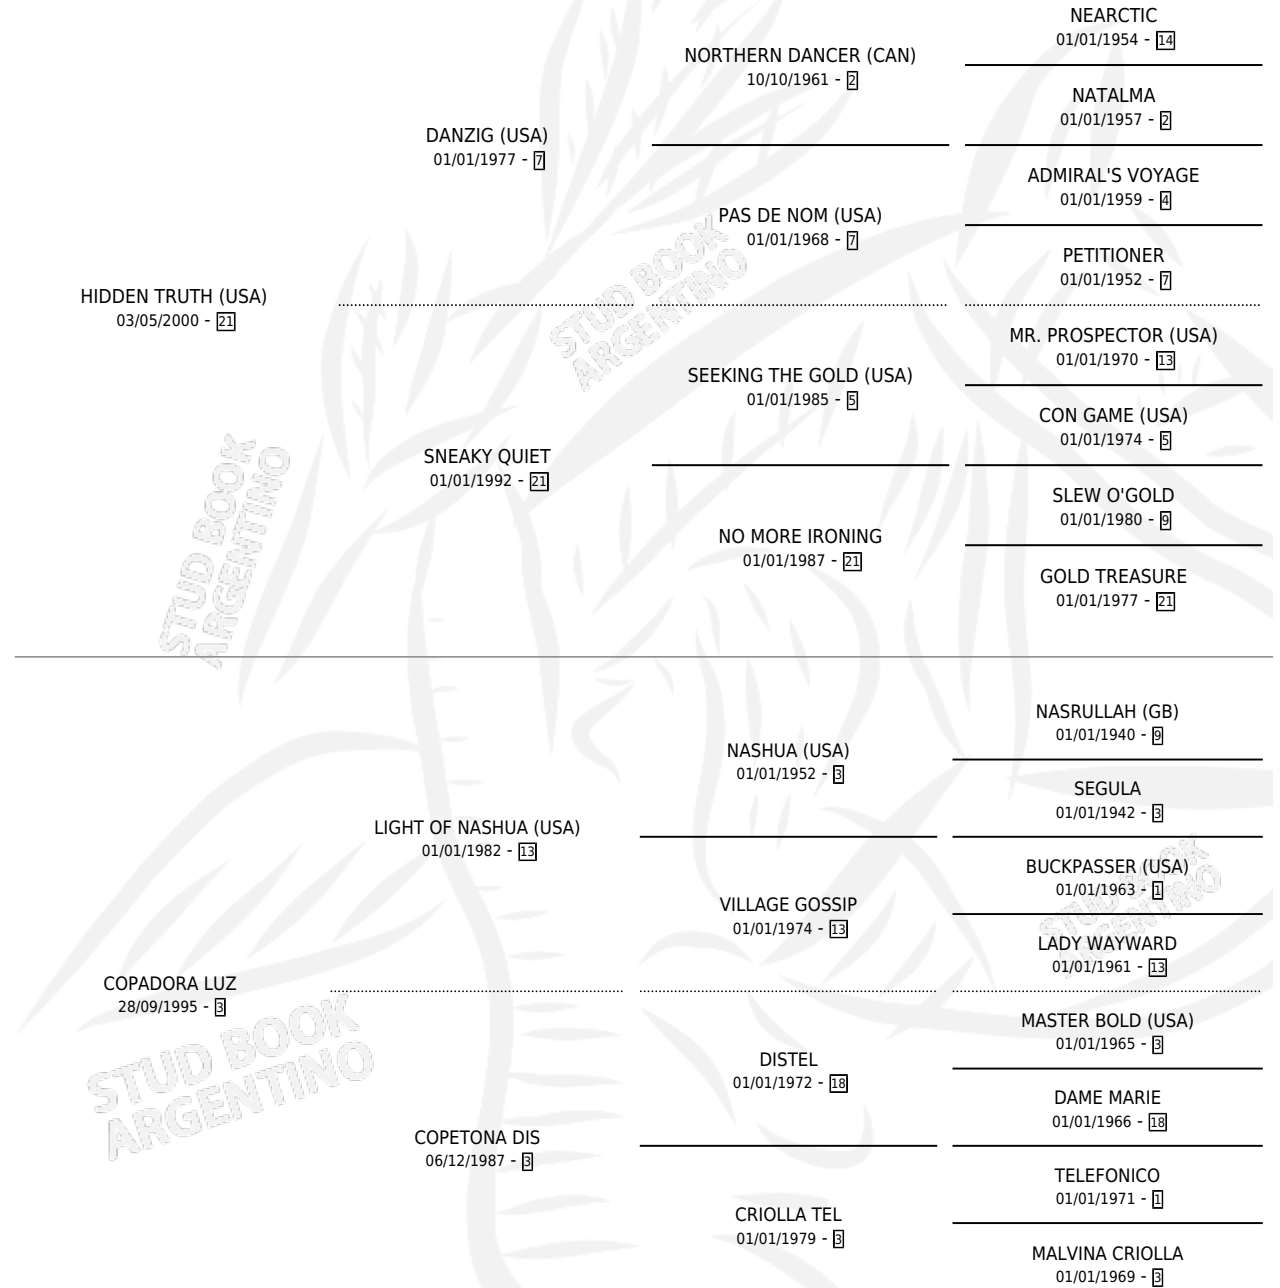 NEARCTIC
01/01/1954 - 14
NORTHERN DANCER (CAN)
10/10/1961 - 2
NATALMA
01/01/1957 - 2
DANZIG (USA)
01/01/1977 - 7
ADMIRAL'S VOYAGE
01/01/1959 - 4
PAS DE NOM (USA)
01/01/1968 - 7
PETITIONER
01/01/1952 - 7
HIDDEN TRUTH (USA)
03/05/2000 - 21
STUD BOOK
ARGENTINO
MR. PROSPECTOR (USA)
01/01/1970 - 13
SEEKING THE GOLD (USA)
01/01/1985 - 5
CON GAME (USA)
01/01/1974 - 5
SNEAKY QUIET
01/01/1992 - 21
SLEW O'GOLD
01/01/1980 - 9
NO MORE IRONING
01/01/1987 - 21
GOLD TREASURE
01/01/1977 - 21
STUD BOOK
ARGENTINO
NASRULLAH (GB)
01/01/1940 - 9
NASHUA (USA)
01/01/1952 - 3
SEGULA
01/01/1942 - 3
LIGHT OF NASHUA (USA)
01/01/1982 - 13
BUCKPASSER (USA)
01/01/1963 - 1
VILLAGE GOSSIP
01/01/1974 - 13
STUD BOOK
ARGENTINO
LADY WAYWARD
01/01/1961 - 13
COPADORA LUZ
28/09/1995 - 3
MASTER BOLD (USA)
01/01/1965 - 3
DISTEL
01/01/1972 - 18
DAME MARIE
01/01/1966 - 18
STUD BOOK
ARGENTINO
COPETONA DIS
06/12/1987 - 3
TELEFONICO
01/01/1971 - 1
CRIOLLA TEL
01/01/1979 - 3
MALVINA CRIOLLA
01/01/1969 - 3